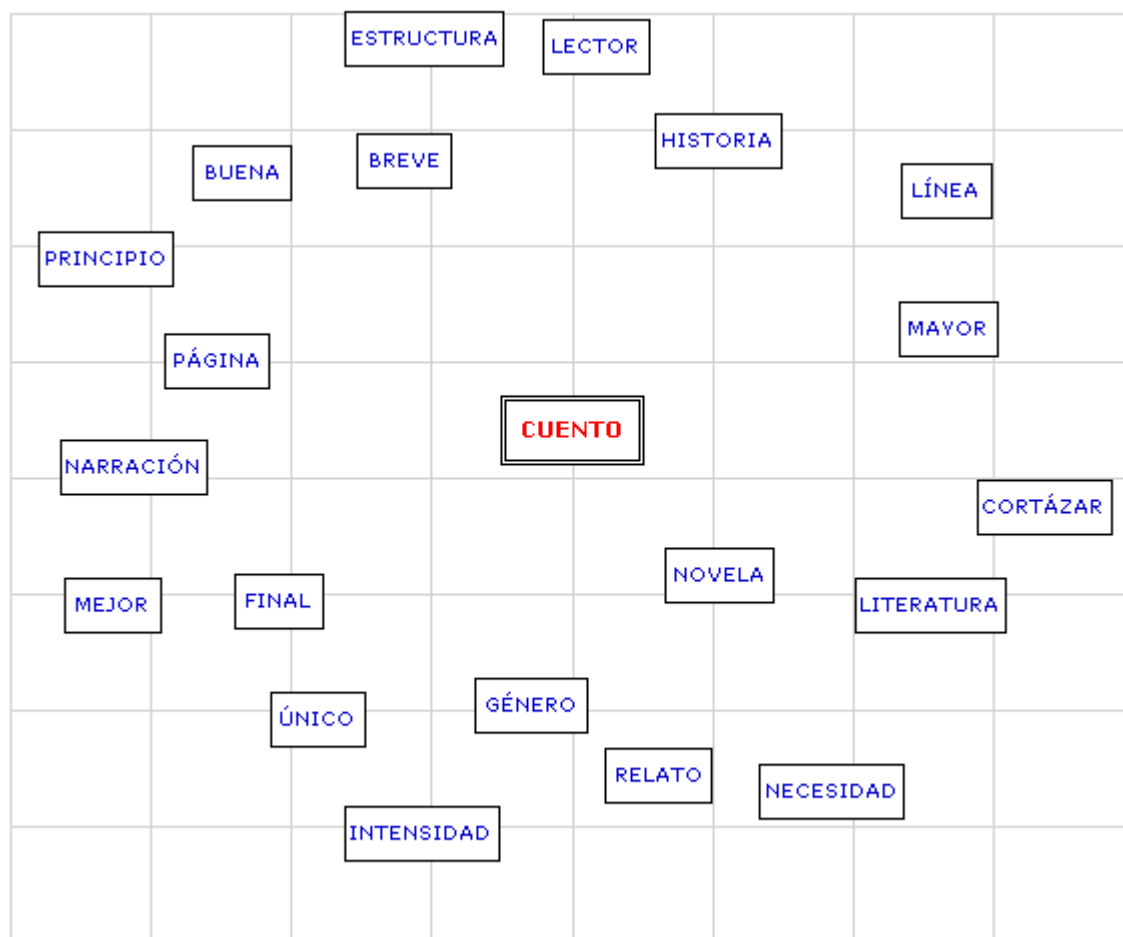 ESTRUCTURA
LECTOR
HISTORIA
BREVE
BUENA
LÍNEA
PRINCIPIO
MAYOR
PÁGINA
CUENTO
NARRACIÓN
CORTÁZAR
NOVELA
FINAL
MEJOR
LITERATURA
GÉNERO
ÚNICO
RELATO
NECESIDAD
INTENSIDAD